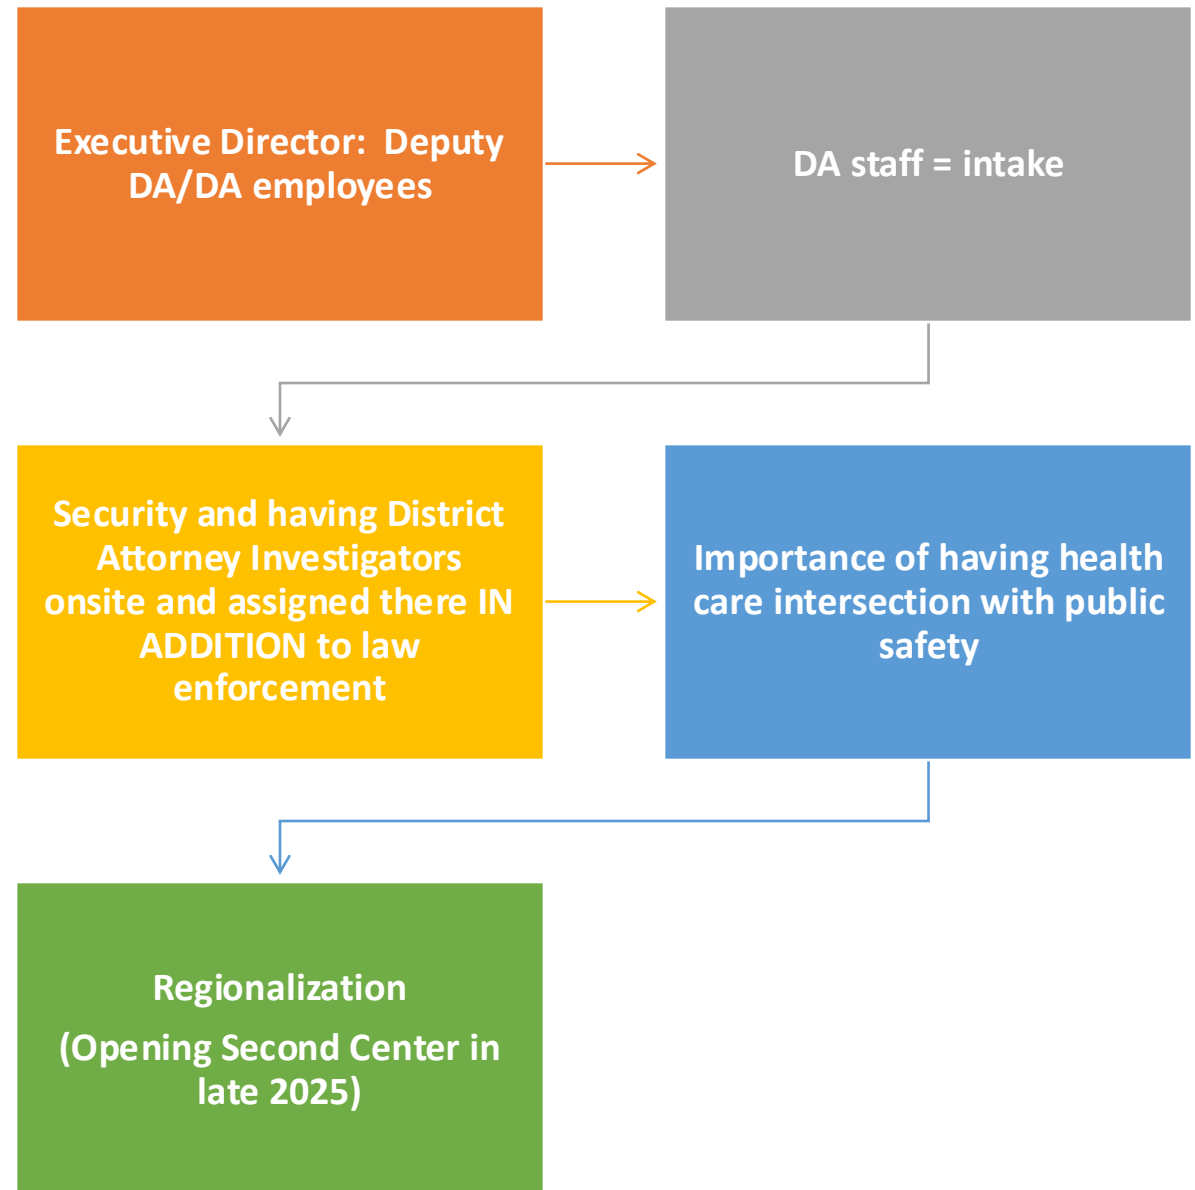 Executive Director:  Deputy
DA/DA employees
DA staff = intake
Security and having District
Attorney Investigators
onsite and assigned there IN
ADDITION to law
enforcement
Importance of having health
care intersection with public
safety
Regionalization
(Opening Second Center in
late 2025)